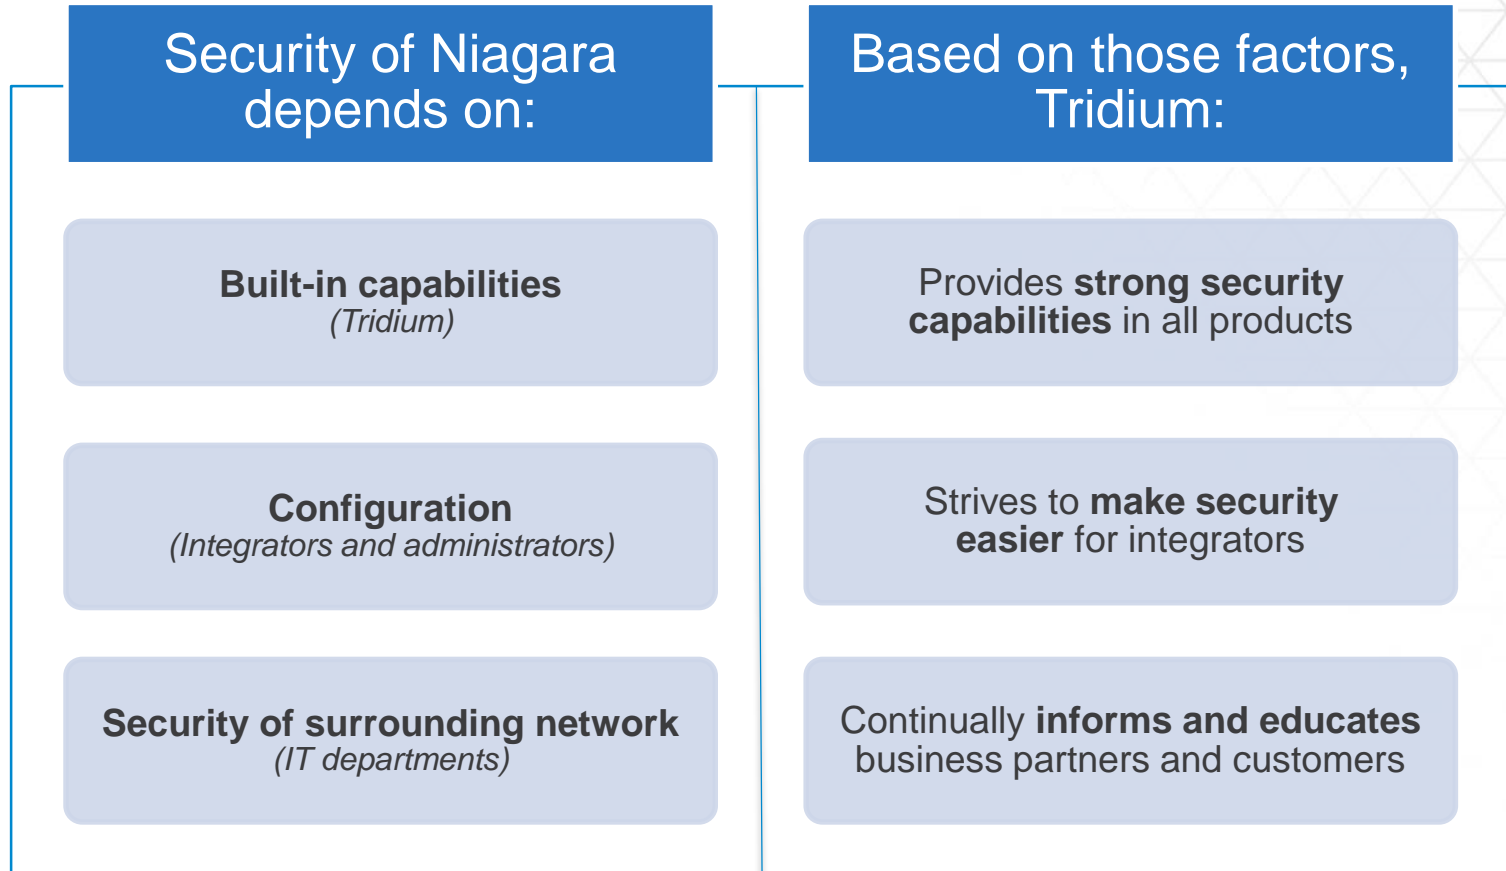 Security of Niagara
depends on:
Built-in capabilities
(Tridium)
Configuration
(Integrators and administrators)
Security of surrounding network
(IT departments)
Based on those factors,
Tridium:
Provides strong security
capabilities in all products
Strives to make security
easier for integrators
Continually informs and educates
business partners and customers